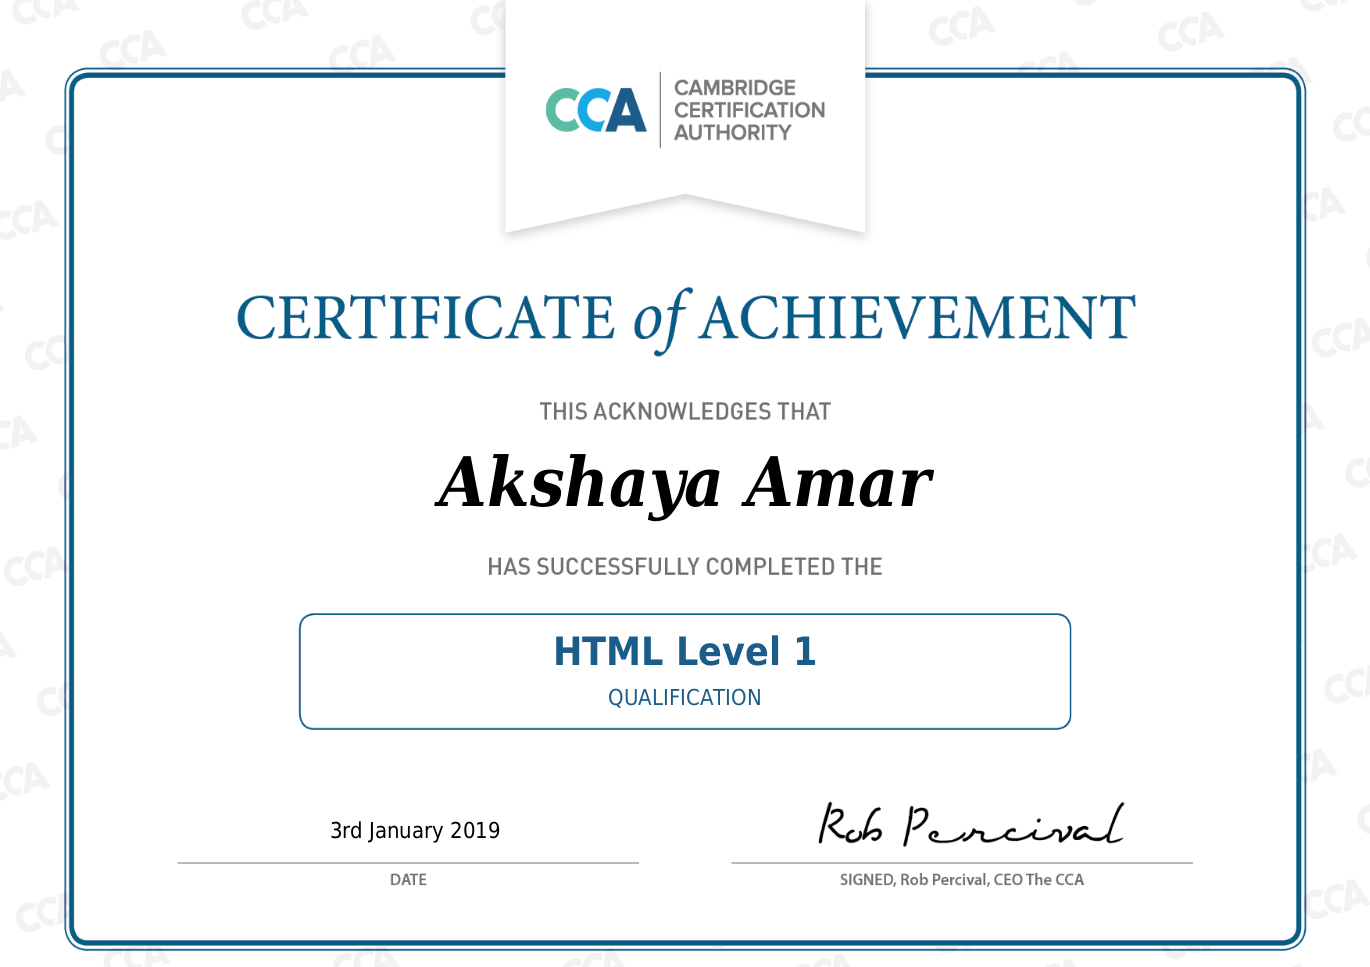 CCA
CAMBRIDGE
CERTIFICATION
AUTHORITY
CERTIFICATE of ACHIEVEMENT
THIS ACKNOWLEDGES THAT
Akshaya Amar
HAS SUCCESSFULLY COMPLETED THE
HTML Level 1
QUALIFICATION
3rd January 2019
Rob Percival
DATE
SIGNED, Rob Percival, CEO The CCA